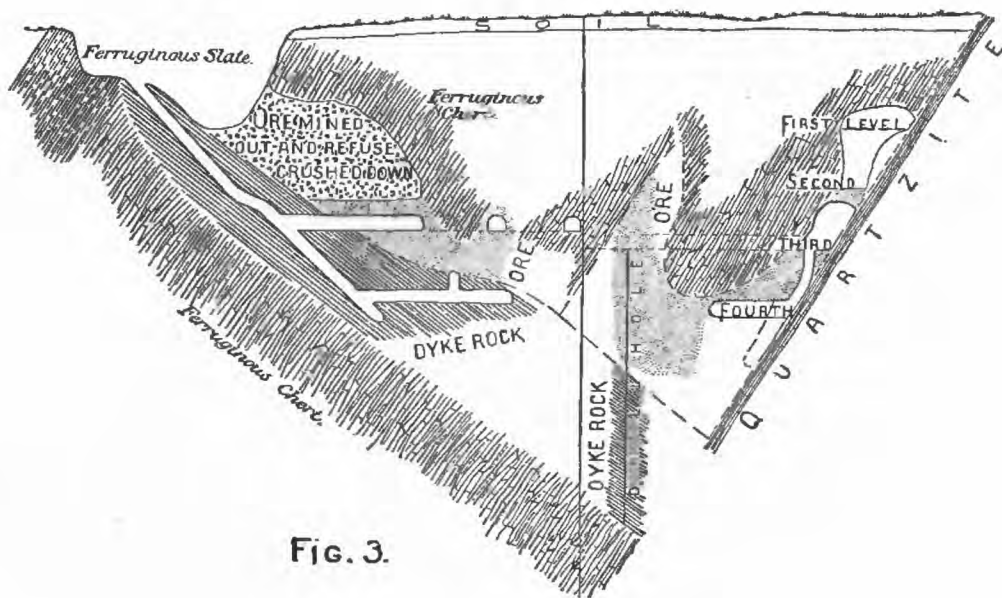 SOIL
Ferruginous Slate.
Ferruginous
Chert.
ORE MINED
OUT AND REFUSE
CRUSHED DOWN
FIRST LEVEL
SECOND
THIRD
FOURTH
QUARTZITE
ORE
ORE
DYKE ROCK
DYKE ROCK
Ferruginous Chert.
FIG. 3.